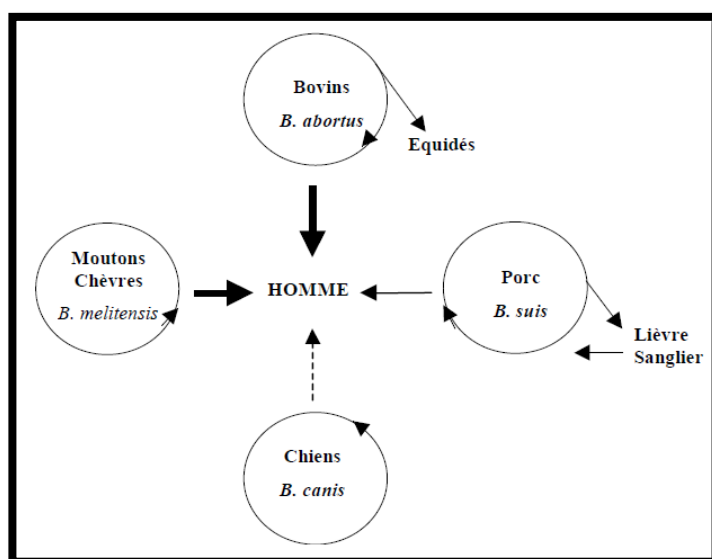 Bovins
B. abortus
Equidés
Moutons
Chèvres
B. melitensis
HOMME
Porc
B. suis
Lièvre
Sanglier
Chiens
B. canis